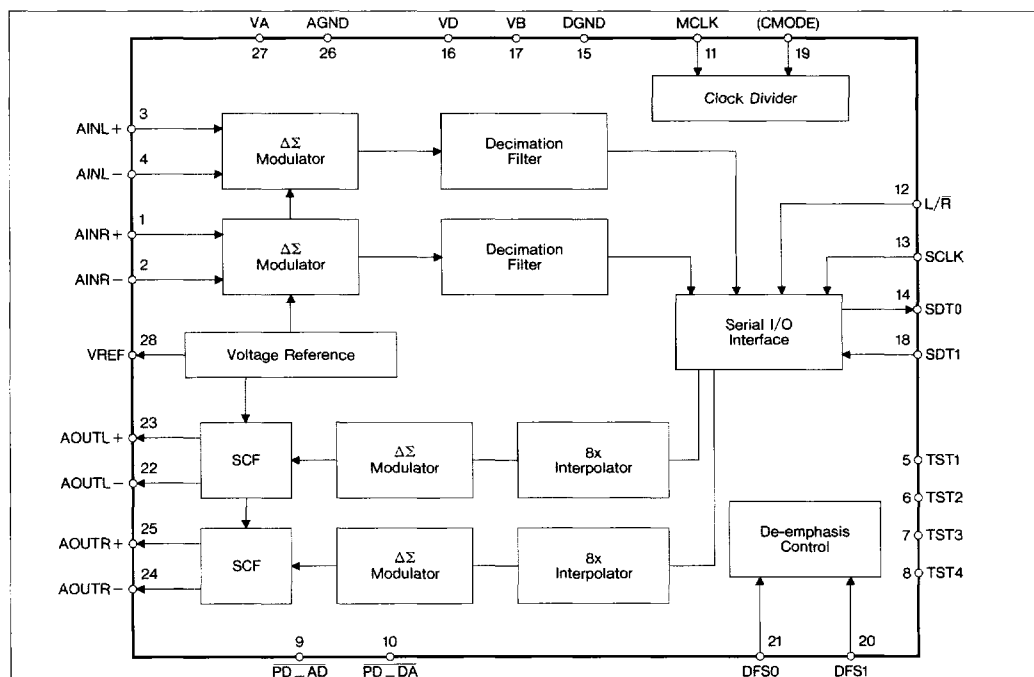 VA AGND VD VB DGND MCLK (CMODE)
27 26 16 17 15 11 19
Clock Divider
3
AINL+
4
AINL−
ΔΣ
Modulator
Decimation
Filter
12
L/R̅
1
AINR+
2
AINR−
ΔΣ
Modulator
Decimation
Filter
13
SCLK
14
SDT0
18
SDT1
Serial I/O
Interface
28
VREF
Voltage Reference
23
AOUTL+
22
AOUTL−
SCF
ΔΣ
Modulator
8x
Interpolator
5 TST1
6 TST2
7 TST3
8 TST4
De-emphasis
Control
25
AOUTR+
24
AOUTR−
SCF
ΔΣ
Modulator
8x
Interpolator
9 10 21 20
P̅D̅_̅A̅D̅ P̅D̅_̅D̅A̅ DFS0 DFS1